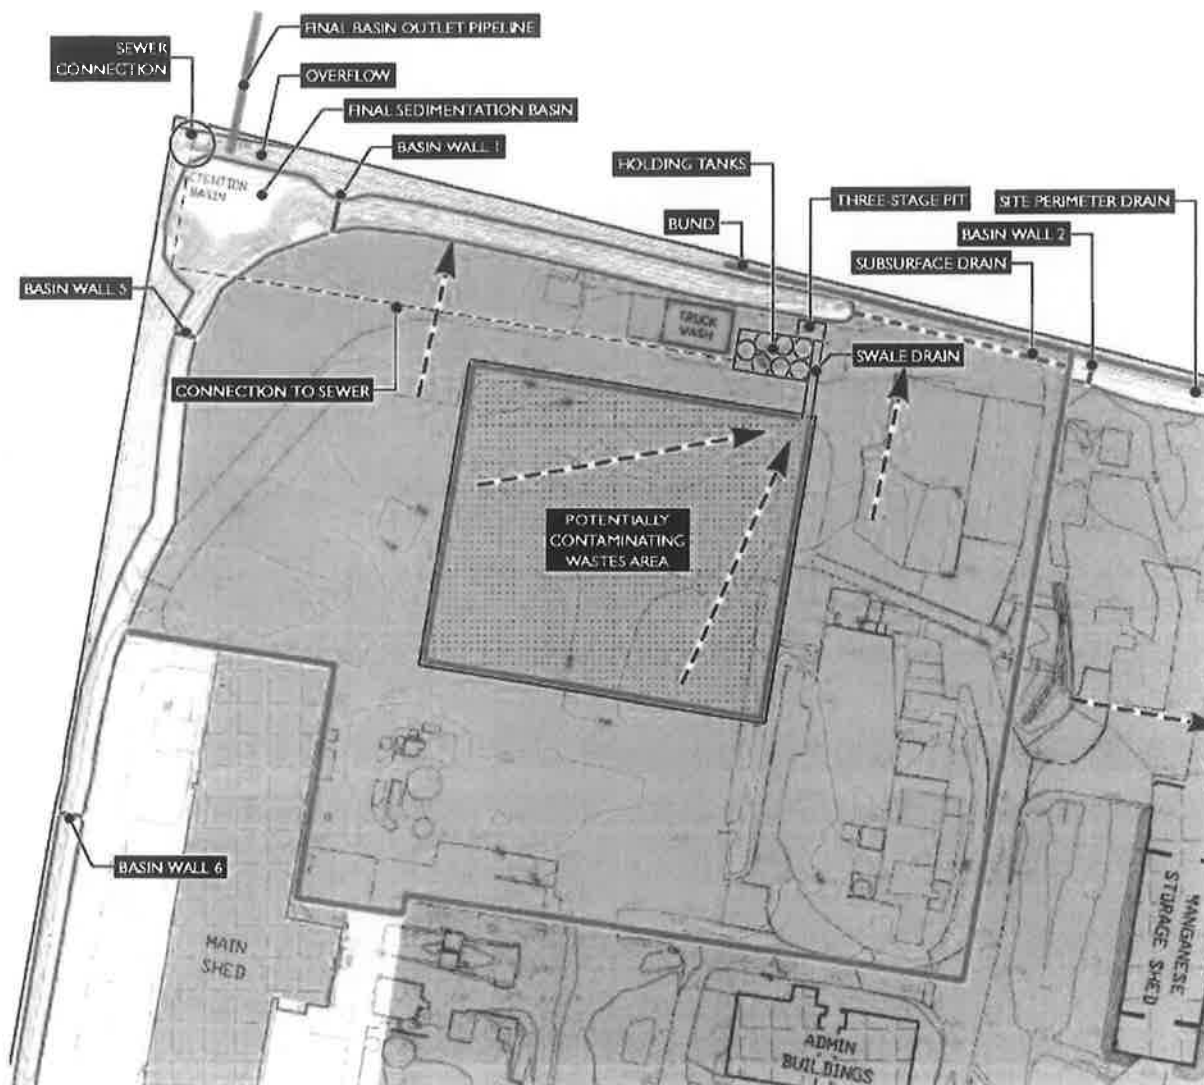 FINAL BASIN OUTLET PIPELINE
SEWER
CONNECTION
OVERFLOW
FINAL SEDIMENTATION BASIN
BASIN WALL 1
HOLDING TANKS
THREE-STAGE PIT
SITE PERIMETER DRAIN
BUND
BASIN WALL 2
SUBSURFACE DRAIN
BASIN
BASIN WALL 5
TRUCK
WASH
SWALE DRAIN
CONNECTION TO SEWER
POTENTIALLY
CONTAMINATING
WASTES AREA
BASIN WALL 6
MAIN
SHED
MANGANESE
STORAGE SHED
ADMIN
BUILDINGS